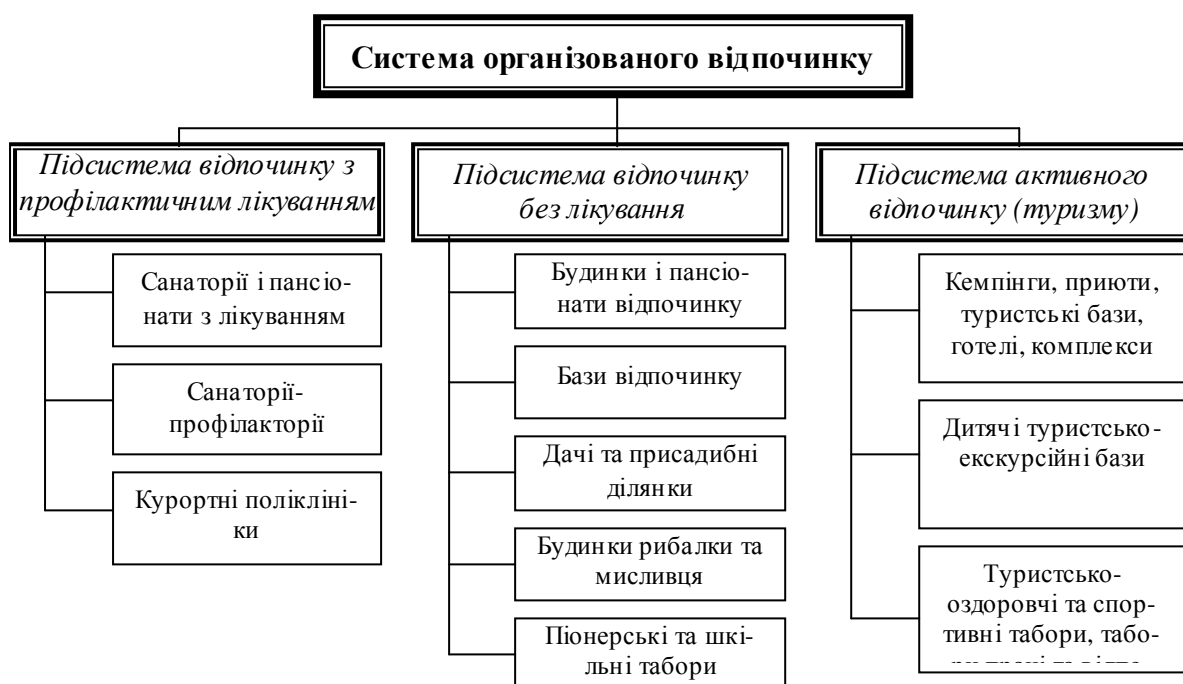 Система організованого відпочинку
Підсистема відпочинку з
профілактичним лікуванням
Санаторії і пансіо-
нати з лікуванням
Санаторії-
профілакторії
Курортні полікліні-
ки
Підсистема відпочинку
без лікування
Будинки і пансіо-
нати відпочинку
Бази відпочинку
Дачі та присадибні
ділянки
Будинки рибалки та
мисливця
Піонерські та шкі-
льні табори
Підсистема активного
відпочинку (туризму)
Кемпінги, приюти,
туристські бази,
готелі, комплекси
Дитячі туристсько-
екскурсійні бази
Туристсько-
оздоровчі та спор-
тивні табори, табо-